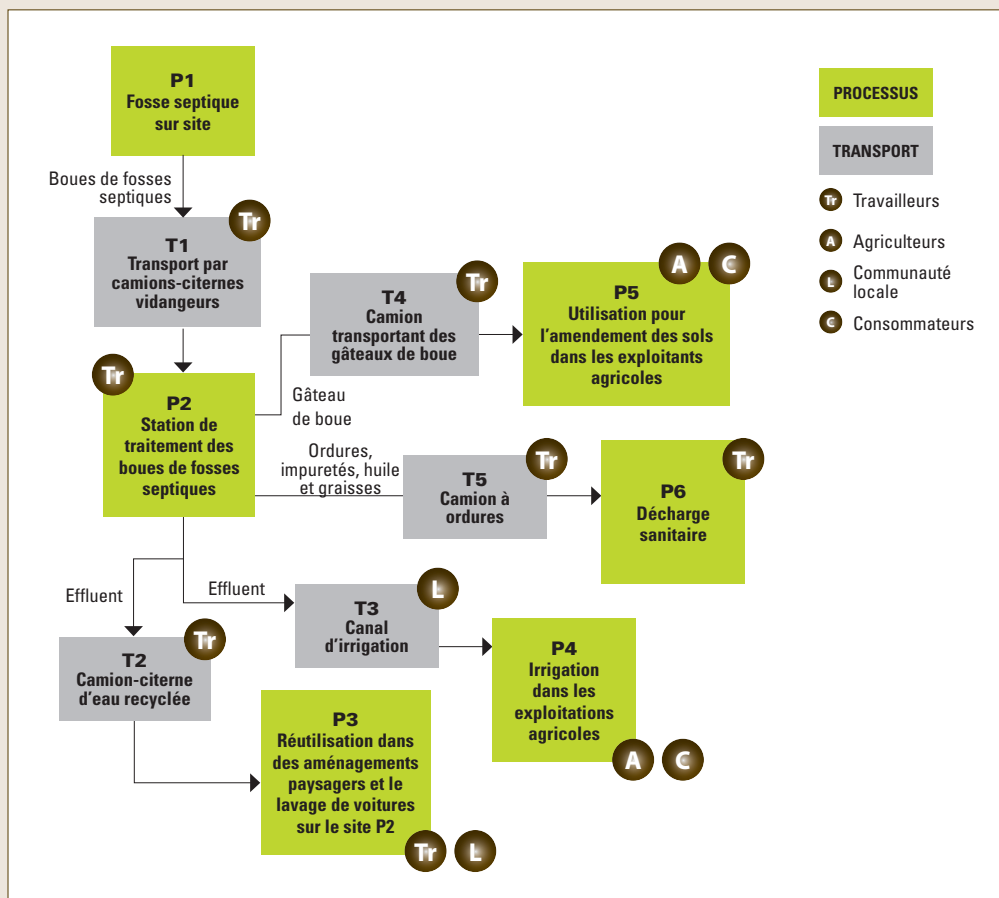 P1
Fosse septique
sur site
Boues de fosses
septiques
Tr
T1
Transport par
camions-citernes
vidangeurs
Tr
P2
Station de
traitement des
boues de fosses
septiques
Gâteau
de boue
Tr
T4
Camion
transportant des
gâteaux de boue
A
C
P5
Utilisation pour
l'amendement des sols
dans les exploitants
agricoles
Ordures,
impuretés, huile
et graisses
Tr
T5
Camion à
ordures
Tr
P6
Décharge
sanitaire
Effluent
Effluent
L
T3
Canal
d'irrigation
P4
Irrigation
dans les
exploitations
agricoles
A
C
Tr
T2
Camion-citerne
d'eau recyclée
P3
Réutilisation dans
des aménagements
paysagers et le
lavage de voitures
sur le site P2
Tr
L
PROCESSUS
TRANSPORT
Tr Travailleurs
A Agriculteurs
L Communauté
locale
C Consommateurs